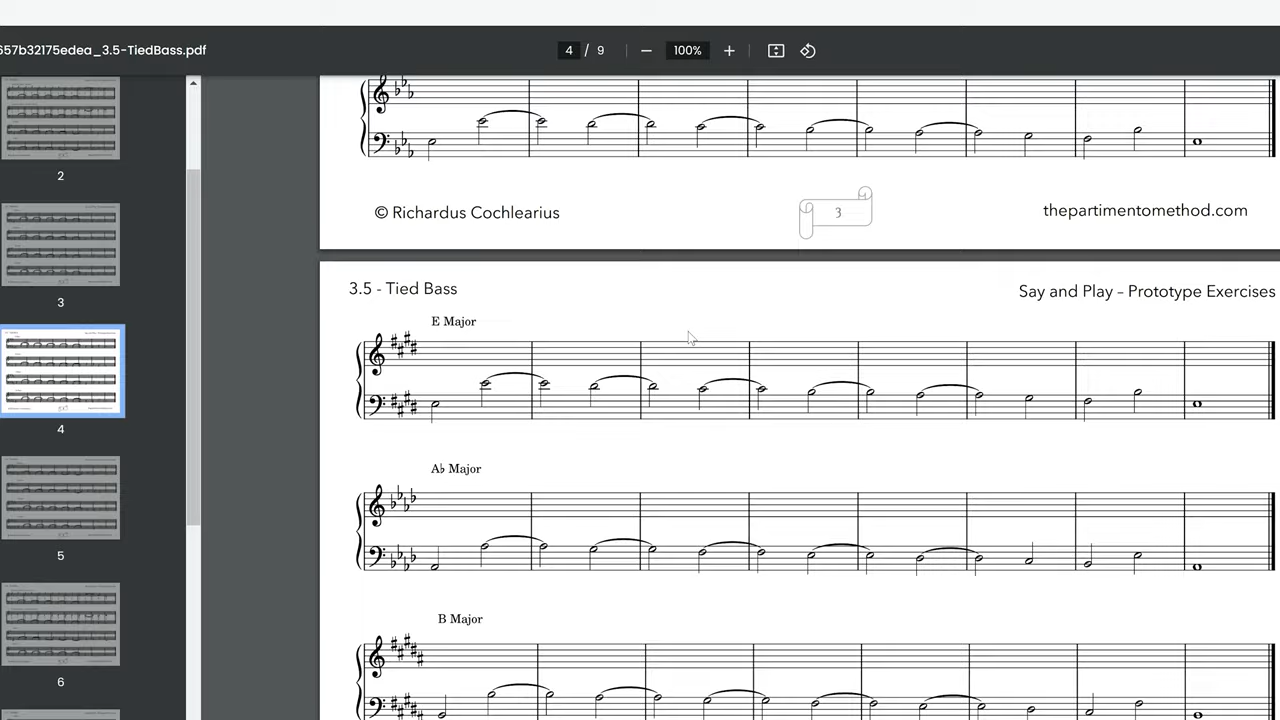 657b32175edea_3.5-TiedBass.pdf
4 / 9
100%
2
3
4
5
6
© Richardus Cochlearius
3
thepartimentomethod.com
3.5 - Tied Bass
Say and Play – Prototype Exercises
E Major
A♭ Major
B Major